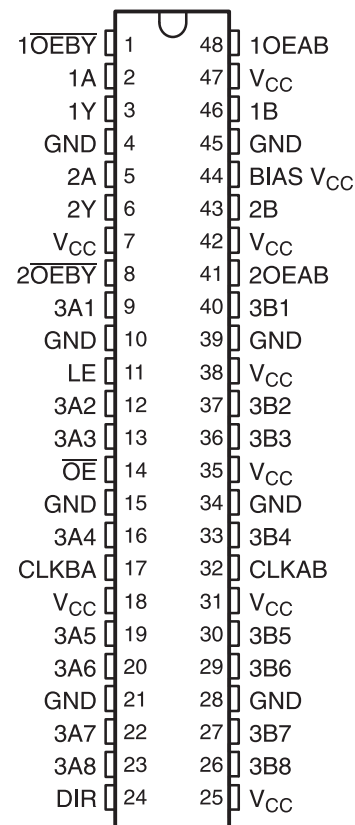 1O̅E̅B̅Y̅ 1 48 1OEAB
1A 2 47 VCC
1Y 3 46 1B
GND 4 45 GND
2A 5 44 BIAS VCC
2Y 6 43 2B
VCC 7 42 VCC
2O̅E̅B̅Y̅ 8 41 2OEAB
3A1 9 40 3B1
GND 10 39 GND
LE 11 38 VCC
3A2 12 37 3B2
3A3 13 36 3B3
O̅E̅ 14 35 VCC
GND 15 34 GND
3A4 16 33 3B4
CLKBA 17 32 CLKAB
VCC 18 31 VCC
3A5 19 30 3B5
3A6 20 29 3B6
GND 21 28 GND
3A7 22 27 3B7
3A8 23 26 3B8
DIR 24 25 VCC